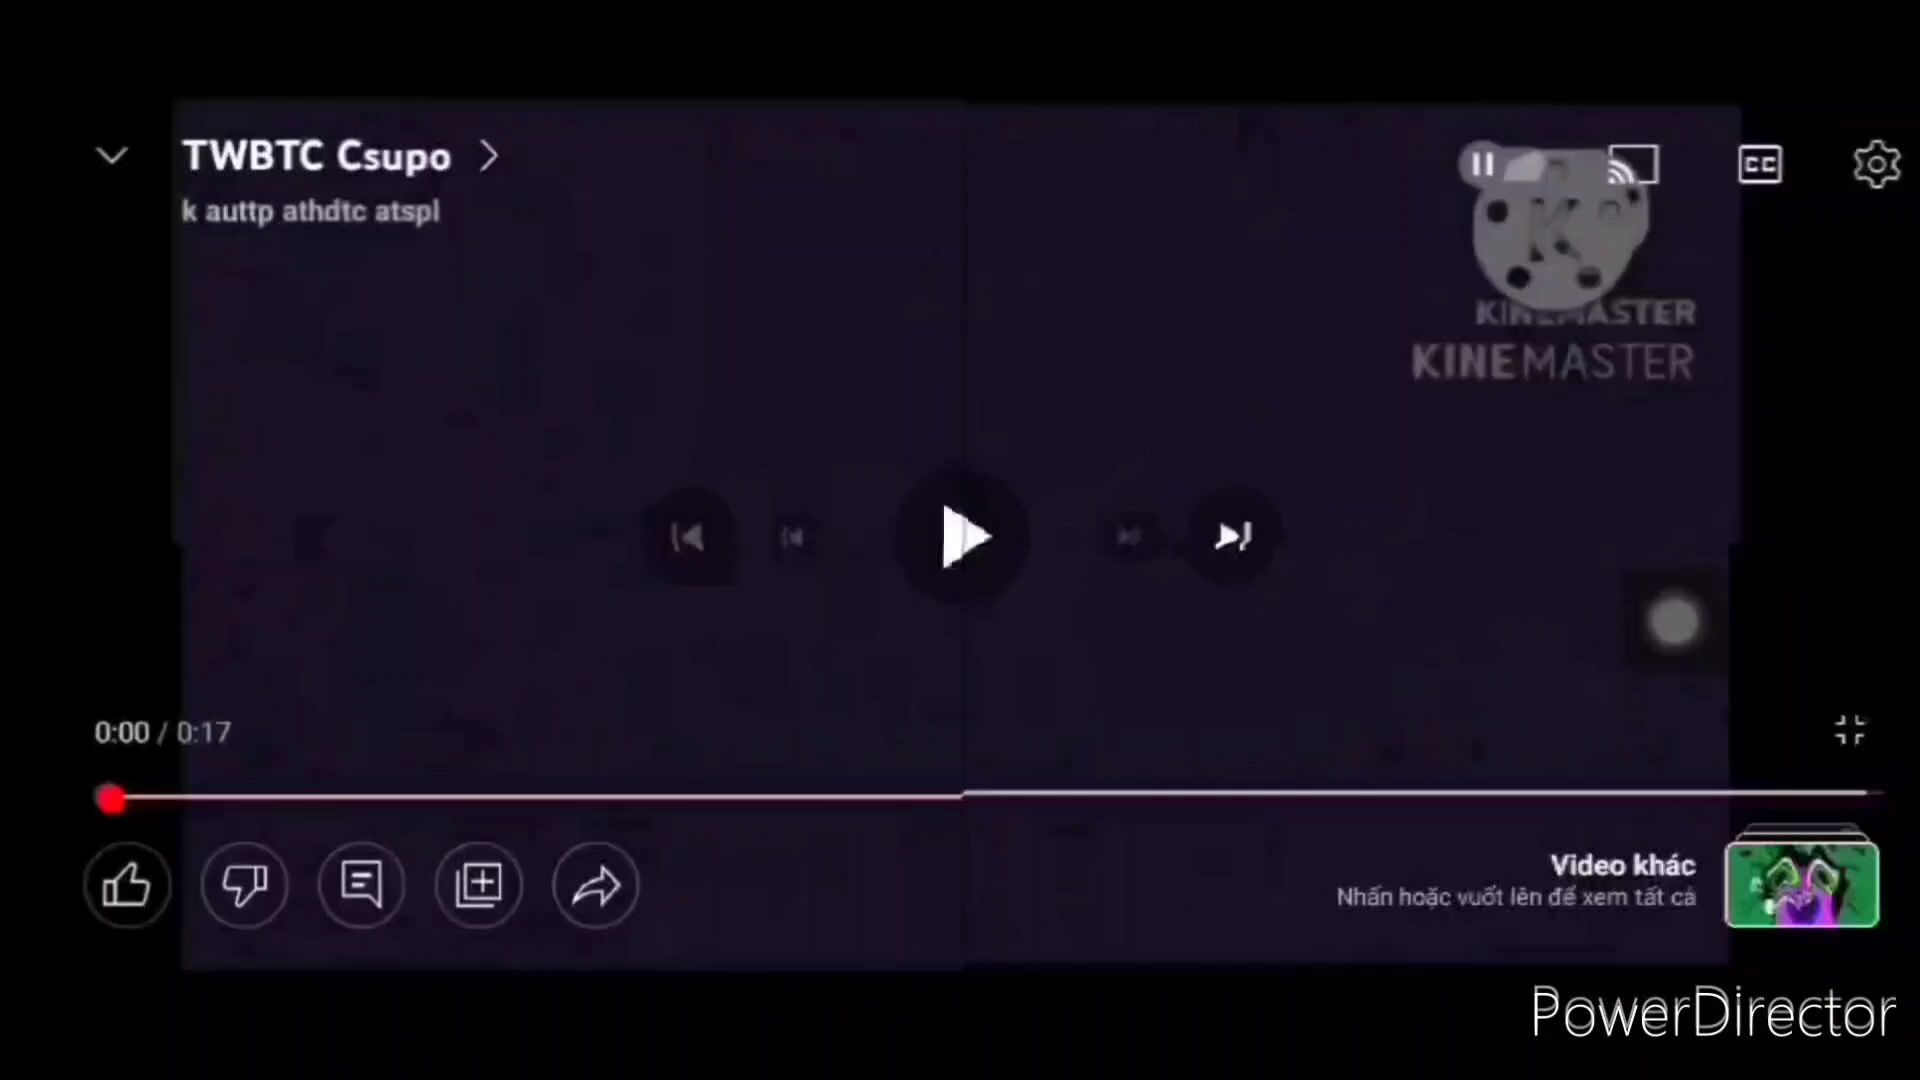 TWBTC Csupo
k auttp athdtc atspl
CC
K
KINEMASTER
KINEMASTER
0:00 / 0:17
Video khác
Nhấn hoặc vuốt lên để xem tất cả
PowerDirector